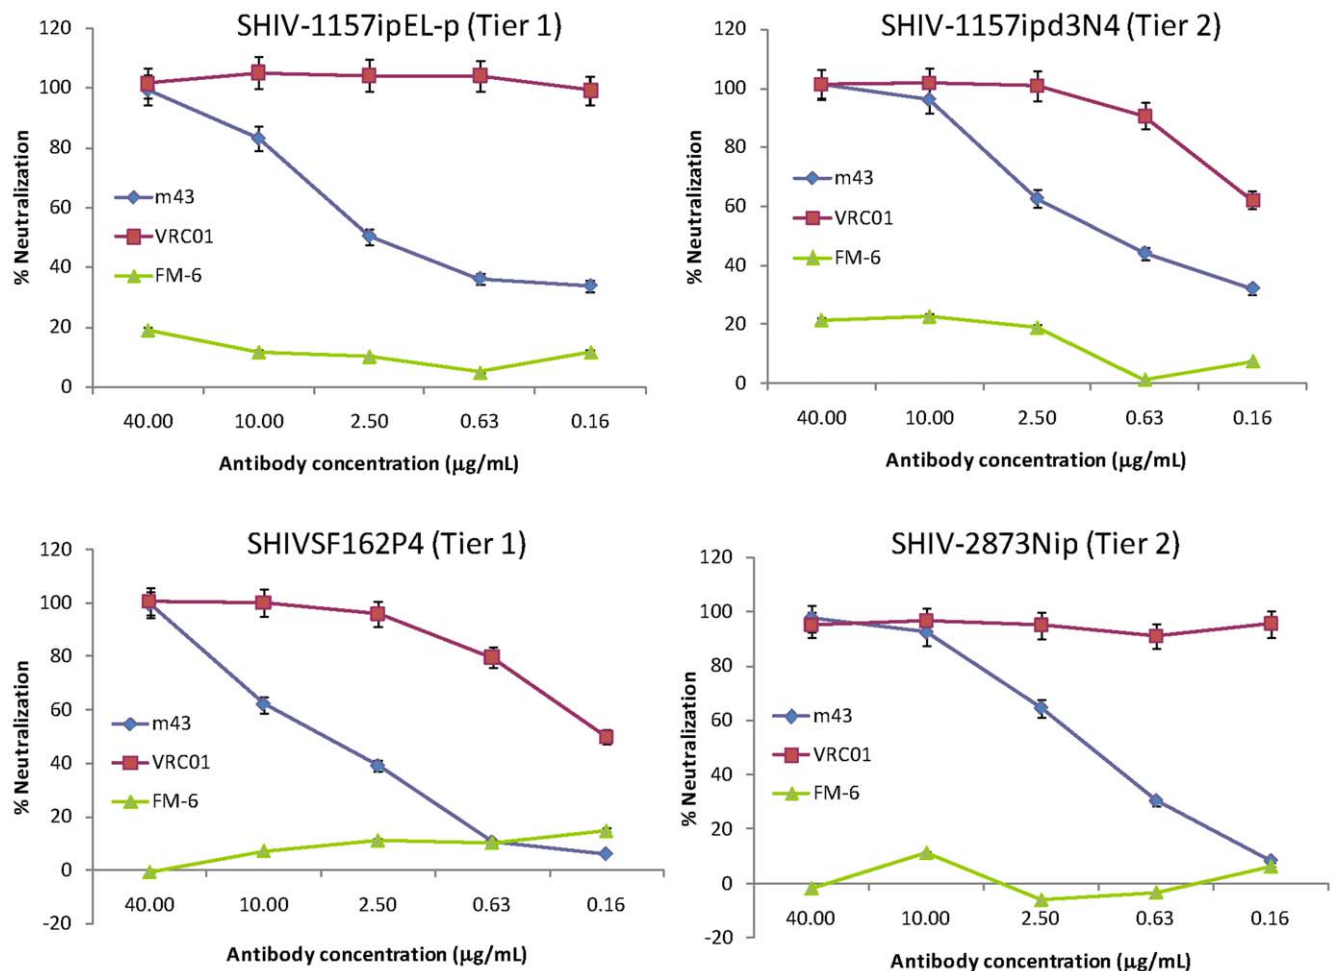 SHIV-1157ipEL-p (Tier 1)
120
100
80
60
40
20
0
% Neutralization
m43
VRC01
FM-6
40.00 10.00 2.50 0.63 0.16
Antibody concentration (µg/mL)
SHIV-1157ipd3N4 (Tier 2)
120
100
80
60
40
20
0
% Neutralization
m43
VRC01
FM-6
40.00 10.00 2.50 0.63 0.16
Antibody concentration (µg/mL)
SHIVSF162P4 (Tier 1)
120
100
80
60
40
20
0
-20
% Neutralization
m43
VRC01
FM-6
40.00 10.00 2.50 0.63 0.16
Antibody concentration (µg/mL)
SHIV-2873Nip (Tier 2)
120
100
80
60
40
20
0
-20
% Neutralization
m43
VRC01
FM-6
40.00 10.00 2.50 0.63 0.16
Antibody concentration (µg/mL)